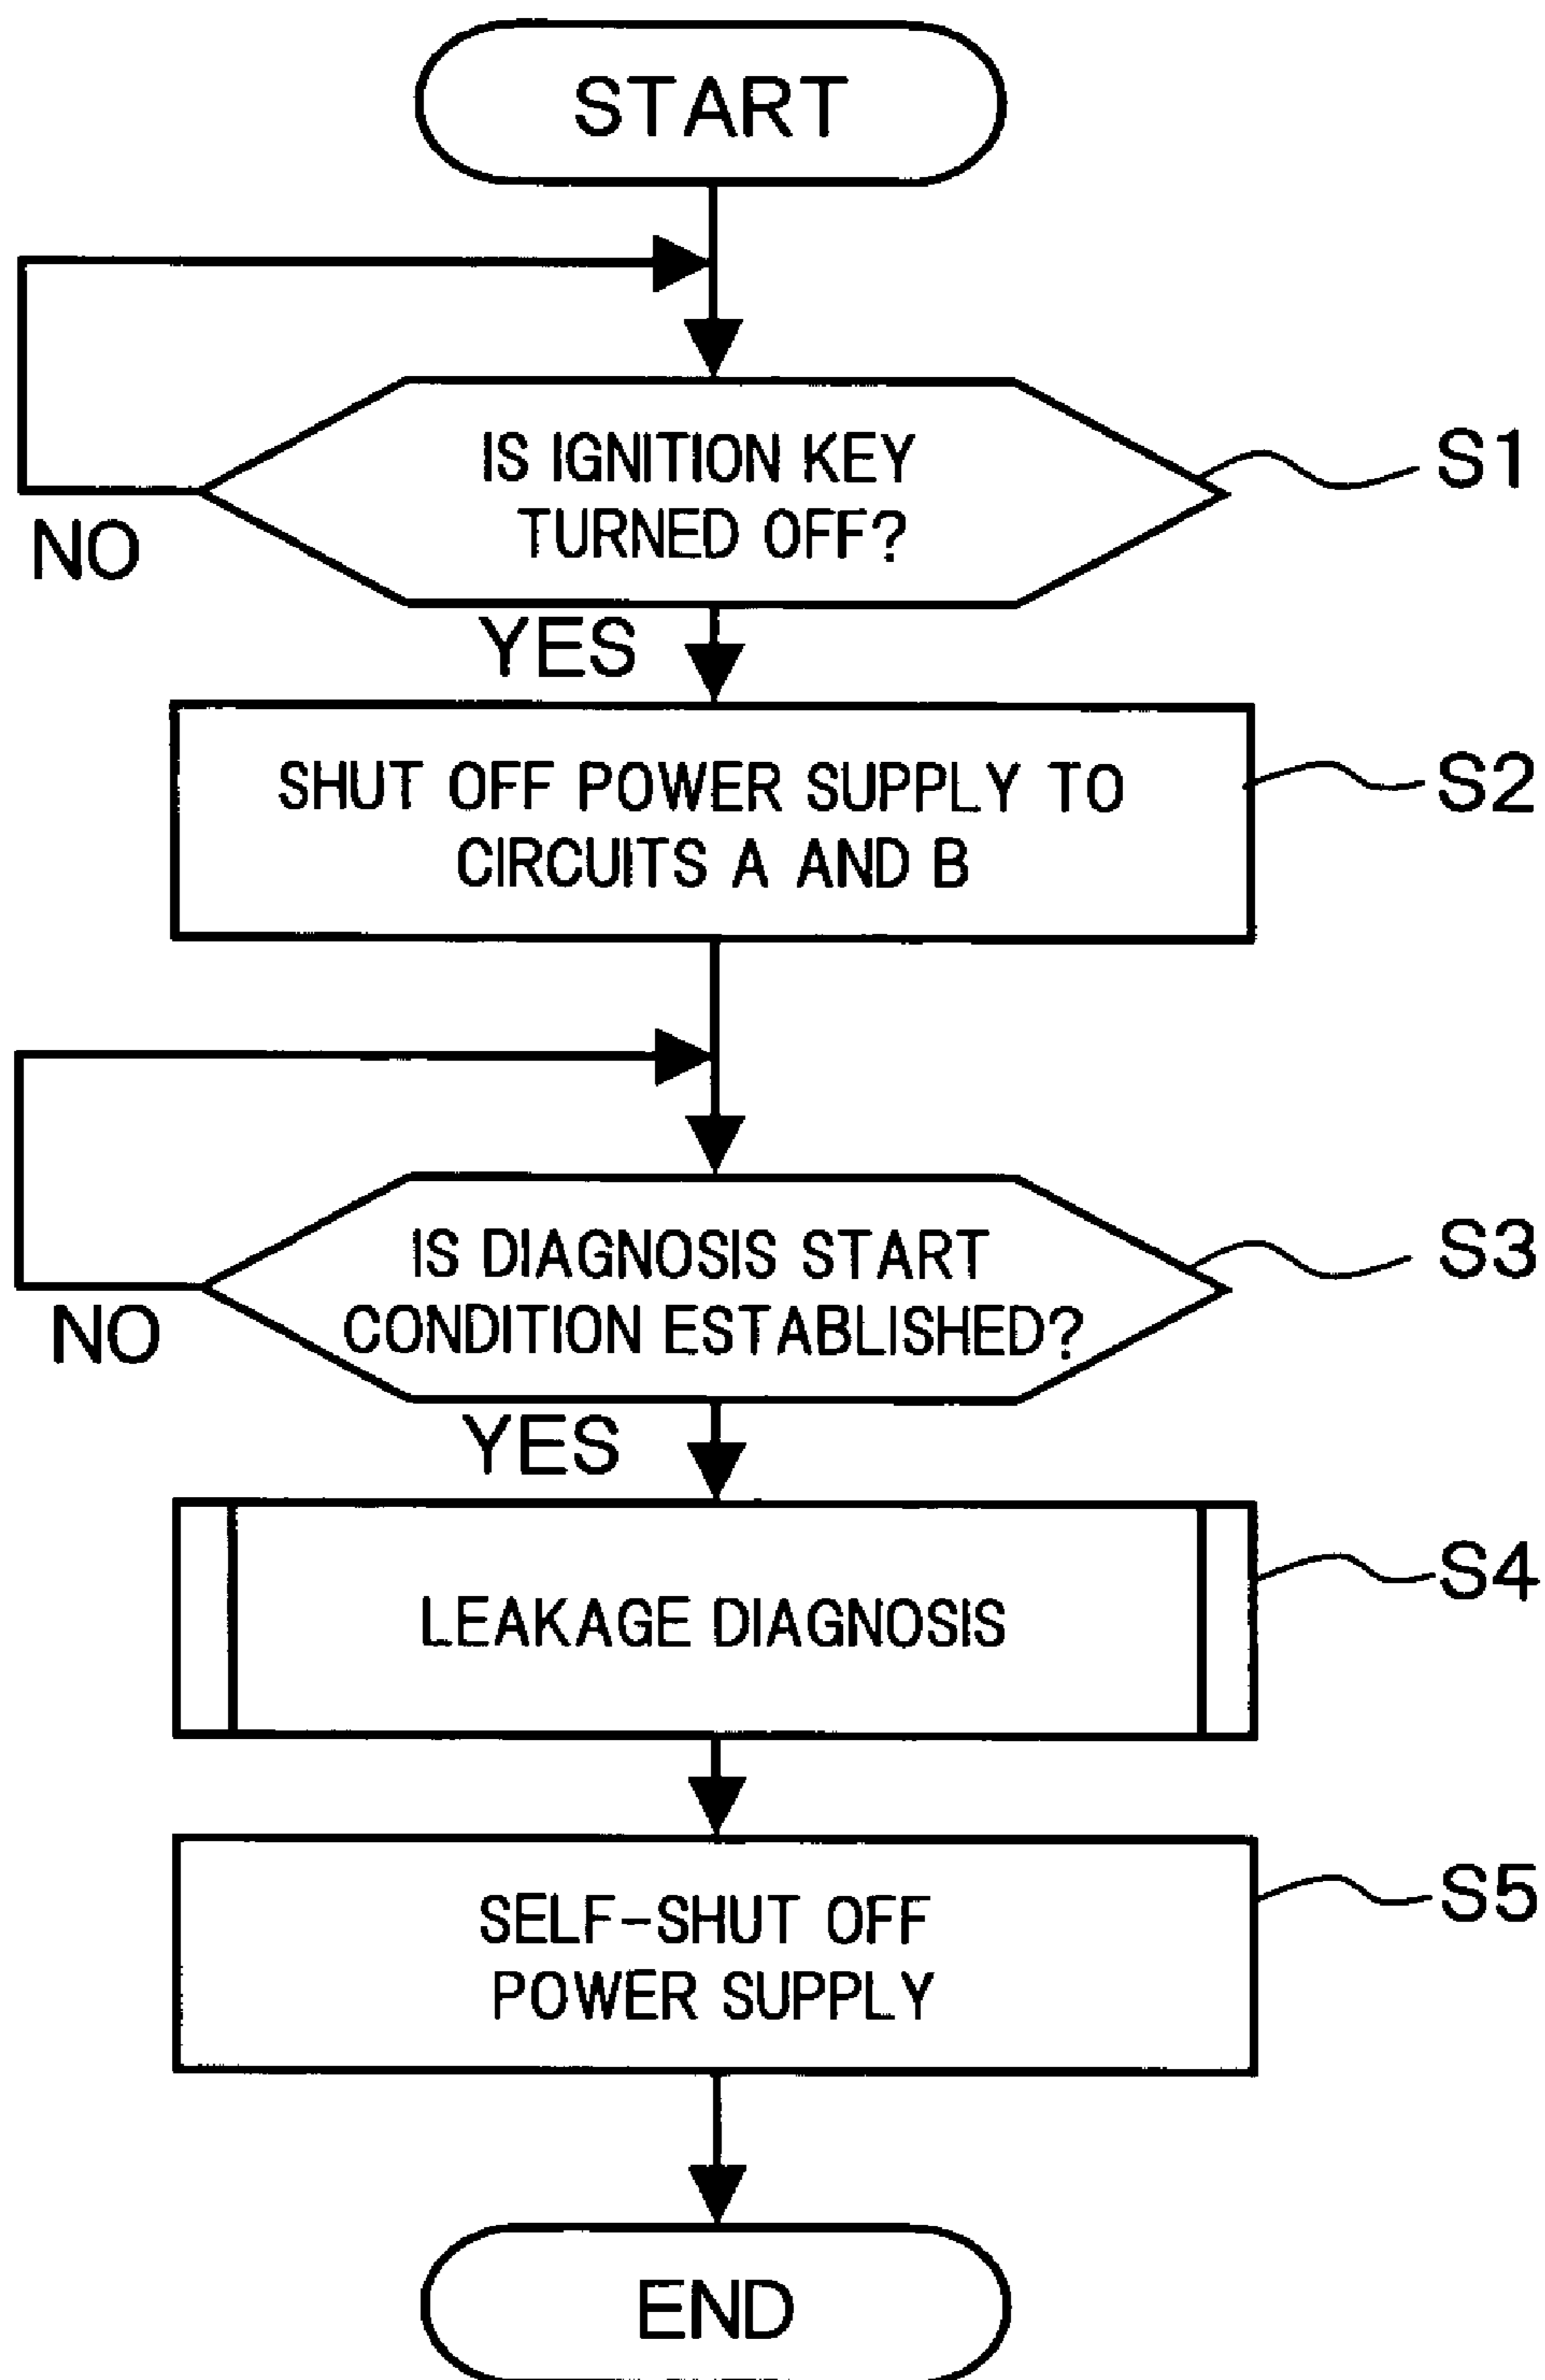 START
IS IGNITION KEY
TURNED OFF?
S1
NO
YES
SHUT OFF POWER SUPPLY TO
CIRCUITS A AND B
S2
IS DIAGNOSIS START
CONDITION ESTABLISHED?
S3
NO
YES
LEAKAGE DIAGNOSIS
S4
SELF-SHUT OFF
POWER SUPPLY
S5
END